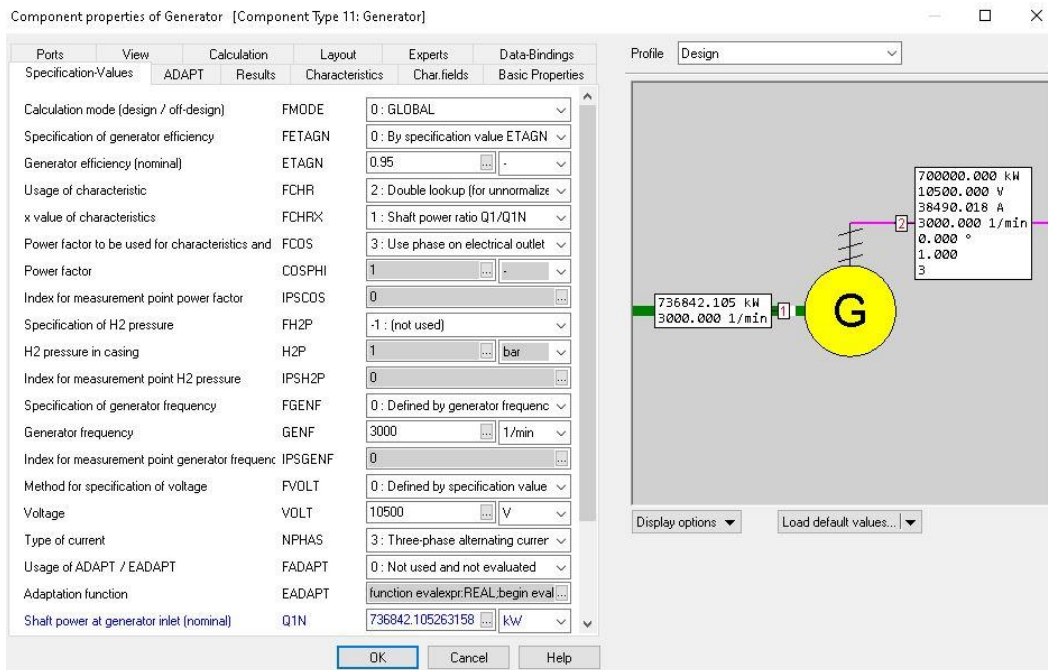 Component properties of Generator [Component Type 11: Generator]
Ports View Calculation Layout Experts Data-Bindings
Specification-Values ADAPT Results Characteristics Char.fields Basic Properties
Calculation mode (design / off-design) FMODE 0 : GLOBAL
Specification of generator efficiency FETAGN 0 : By specification value ETAGN
Generator efficiency (nominal) ETAGN 0.95 ... -
Usage of characteristic FCHR 2 : Double lookup (for unnormalize
x value of characteristics FCHRX 1 : Shaft power ratio Q1/Q1N
Power factor to be used for characteristics and FCOS 3 : Use phase on electrical outlet
Power factor COSPHI 1 ... -
Index for measurement point power factor IPSCOS 0 ...
Specification of H2 pressure FH2P -1 : (not used)
H2 pressure in casing H2P 1 ... bar
Index for measurement point H2 pressure IPSH2P 0 ...
Specification of generator frequency FGENF 0 : Defined by generator frequenc
Generator frequency GENF 3000 ... 1/min
Index for measurement point generator frequenc IPSGENF 0 ...
Method for specification of voltage FVOLT 0 : Defined by specification value
Voltage VOLT 10500 ... V
Type of current NPHAS 3 : Three-phase alternating currer
Usage of ADAPT / EADAPT FADAPT 0 : Not used and not evaluated
Adaptation function EADAPT function evalexpr:REAL;begin eval ...
Shaft power at generator inlet (nominal) Q1N 736842.105263158 ... kW
OK Cancel Help
Profile Design
700000.000 kW
10500.000 V
38490.018 A
3000.000 1/min
0.000 °
1.000
3
2
736842.105 kW
3000.000 1/min
1
G
Display options Load default values...